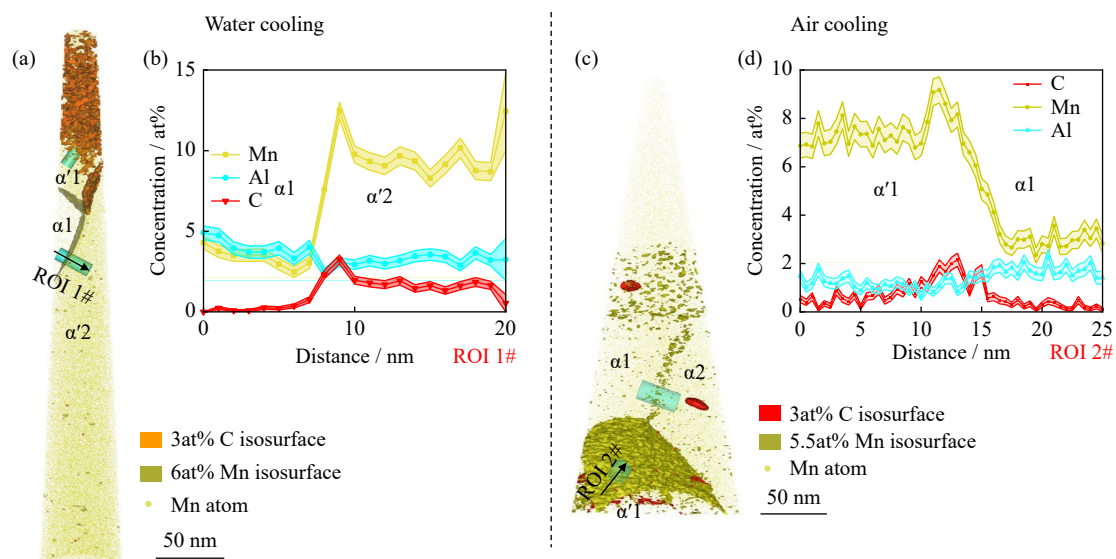 Water cooling
Air cooling
(a)
α′1
α1
ROI 1#
α′2
(b)
15
10
5
0
Concentration / at%
Mn
Al
C
α1
α′2
0
10
20
Distance / nm
ROI 1#
3at% C isosurface
6at% Mn isosurface
Mn atom
50 nm
(c)
α1
α2
ROI 2#
α′1
(d)
10
8
6
4
2
0
Concentration / at%
C
Mn
Al
α′1
α1
0
5
10
15
20
25
Distance / nm
ROI 2#
3at% C isosurface
5.5at% Mn isosurface
Mn atom
50 nm